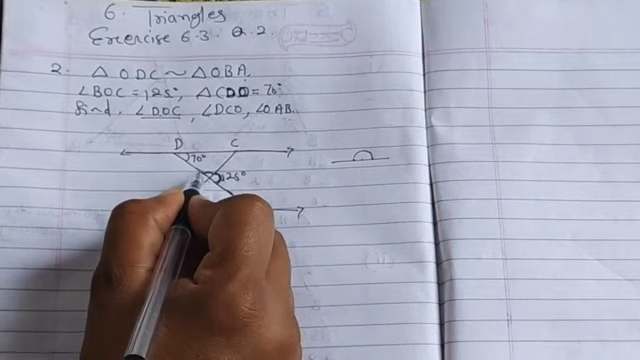 6. Triangles
Exercise 6.3. Q.2.
2. △ ODC ~ △OBA.
∠BOC = 125°, △CDO = 70°
find. ∠DOC, ∠DCO, ∠OAB.
D C
70°
125°